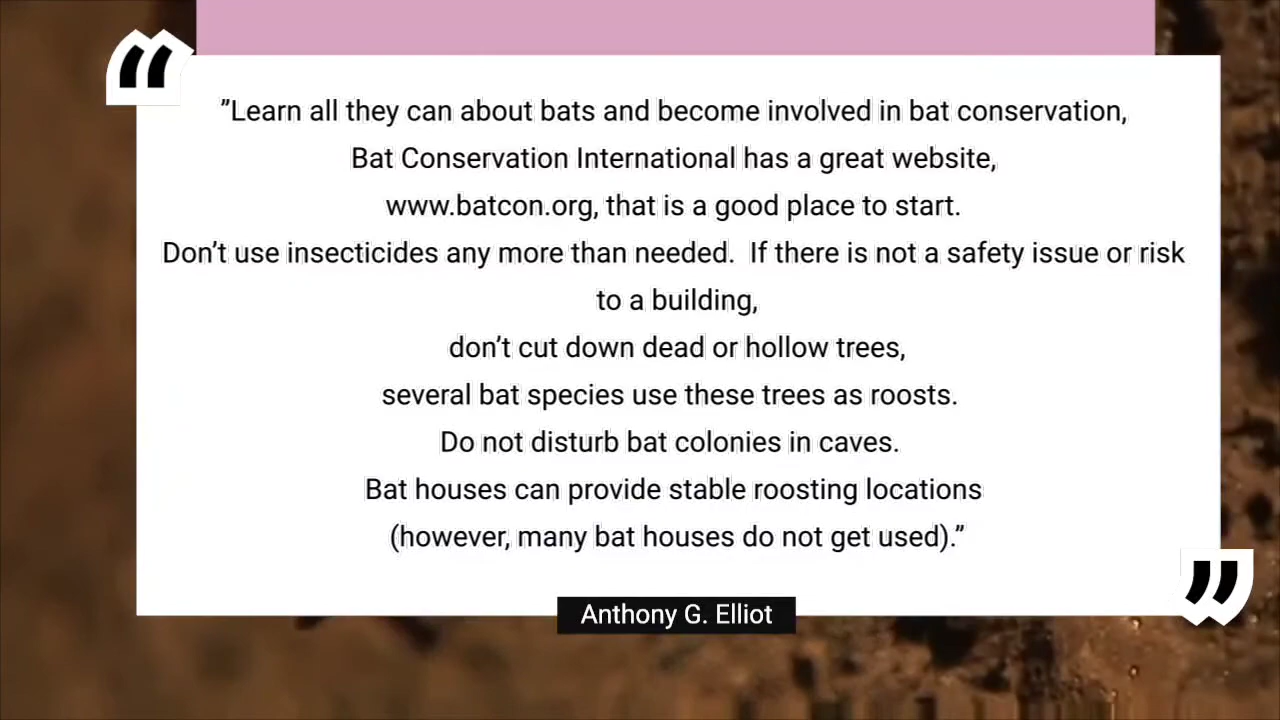 ”Learn all they can about bats and become involved in bat conservation,
Bat Conservation International has a great website,
www.batcon.org, that is a good place to start.
Don’t use insecticides any more than needed.  If there is not a safety issue or risk
to a building,
don’t cut down dead or hollow trees,
several bat species use these trees as roosts.
Do not disturb bat colonies in caves.
Bat houses can provide stable roosting locations
(however, many bat houses do not get used).”
Anthony G. Elliot